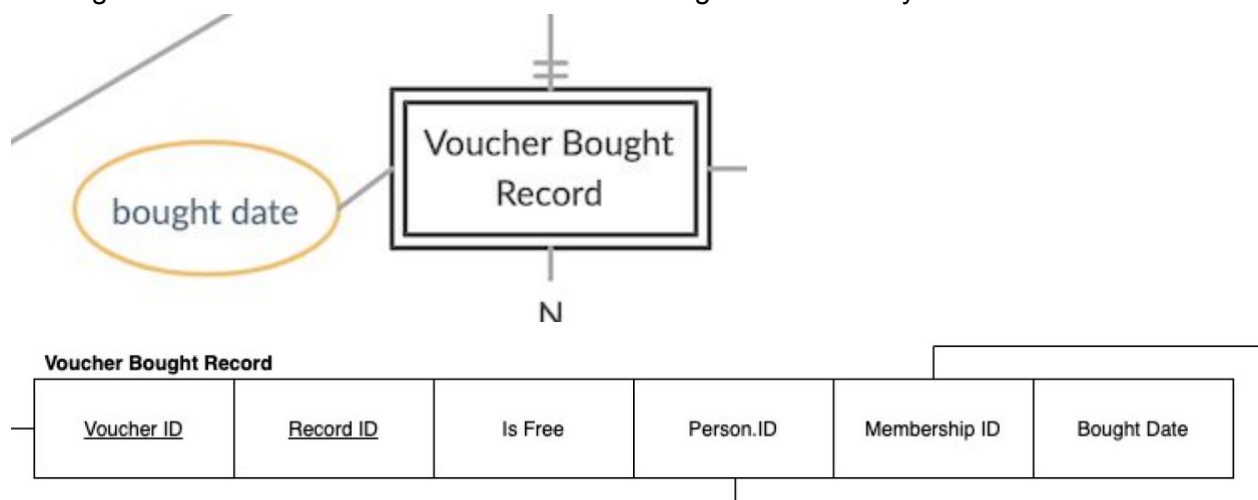 Voucher Bought
Record
bought date
N
Voucher Bought Record
Voucher ID Record ID Is Free Person.ID Membership ID Bought Date